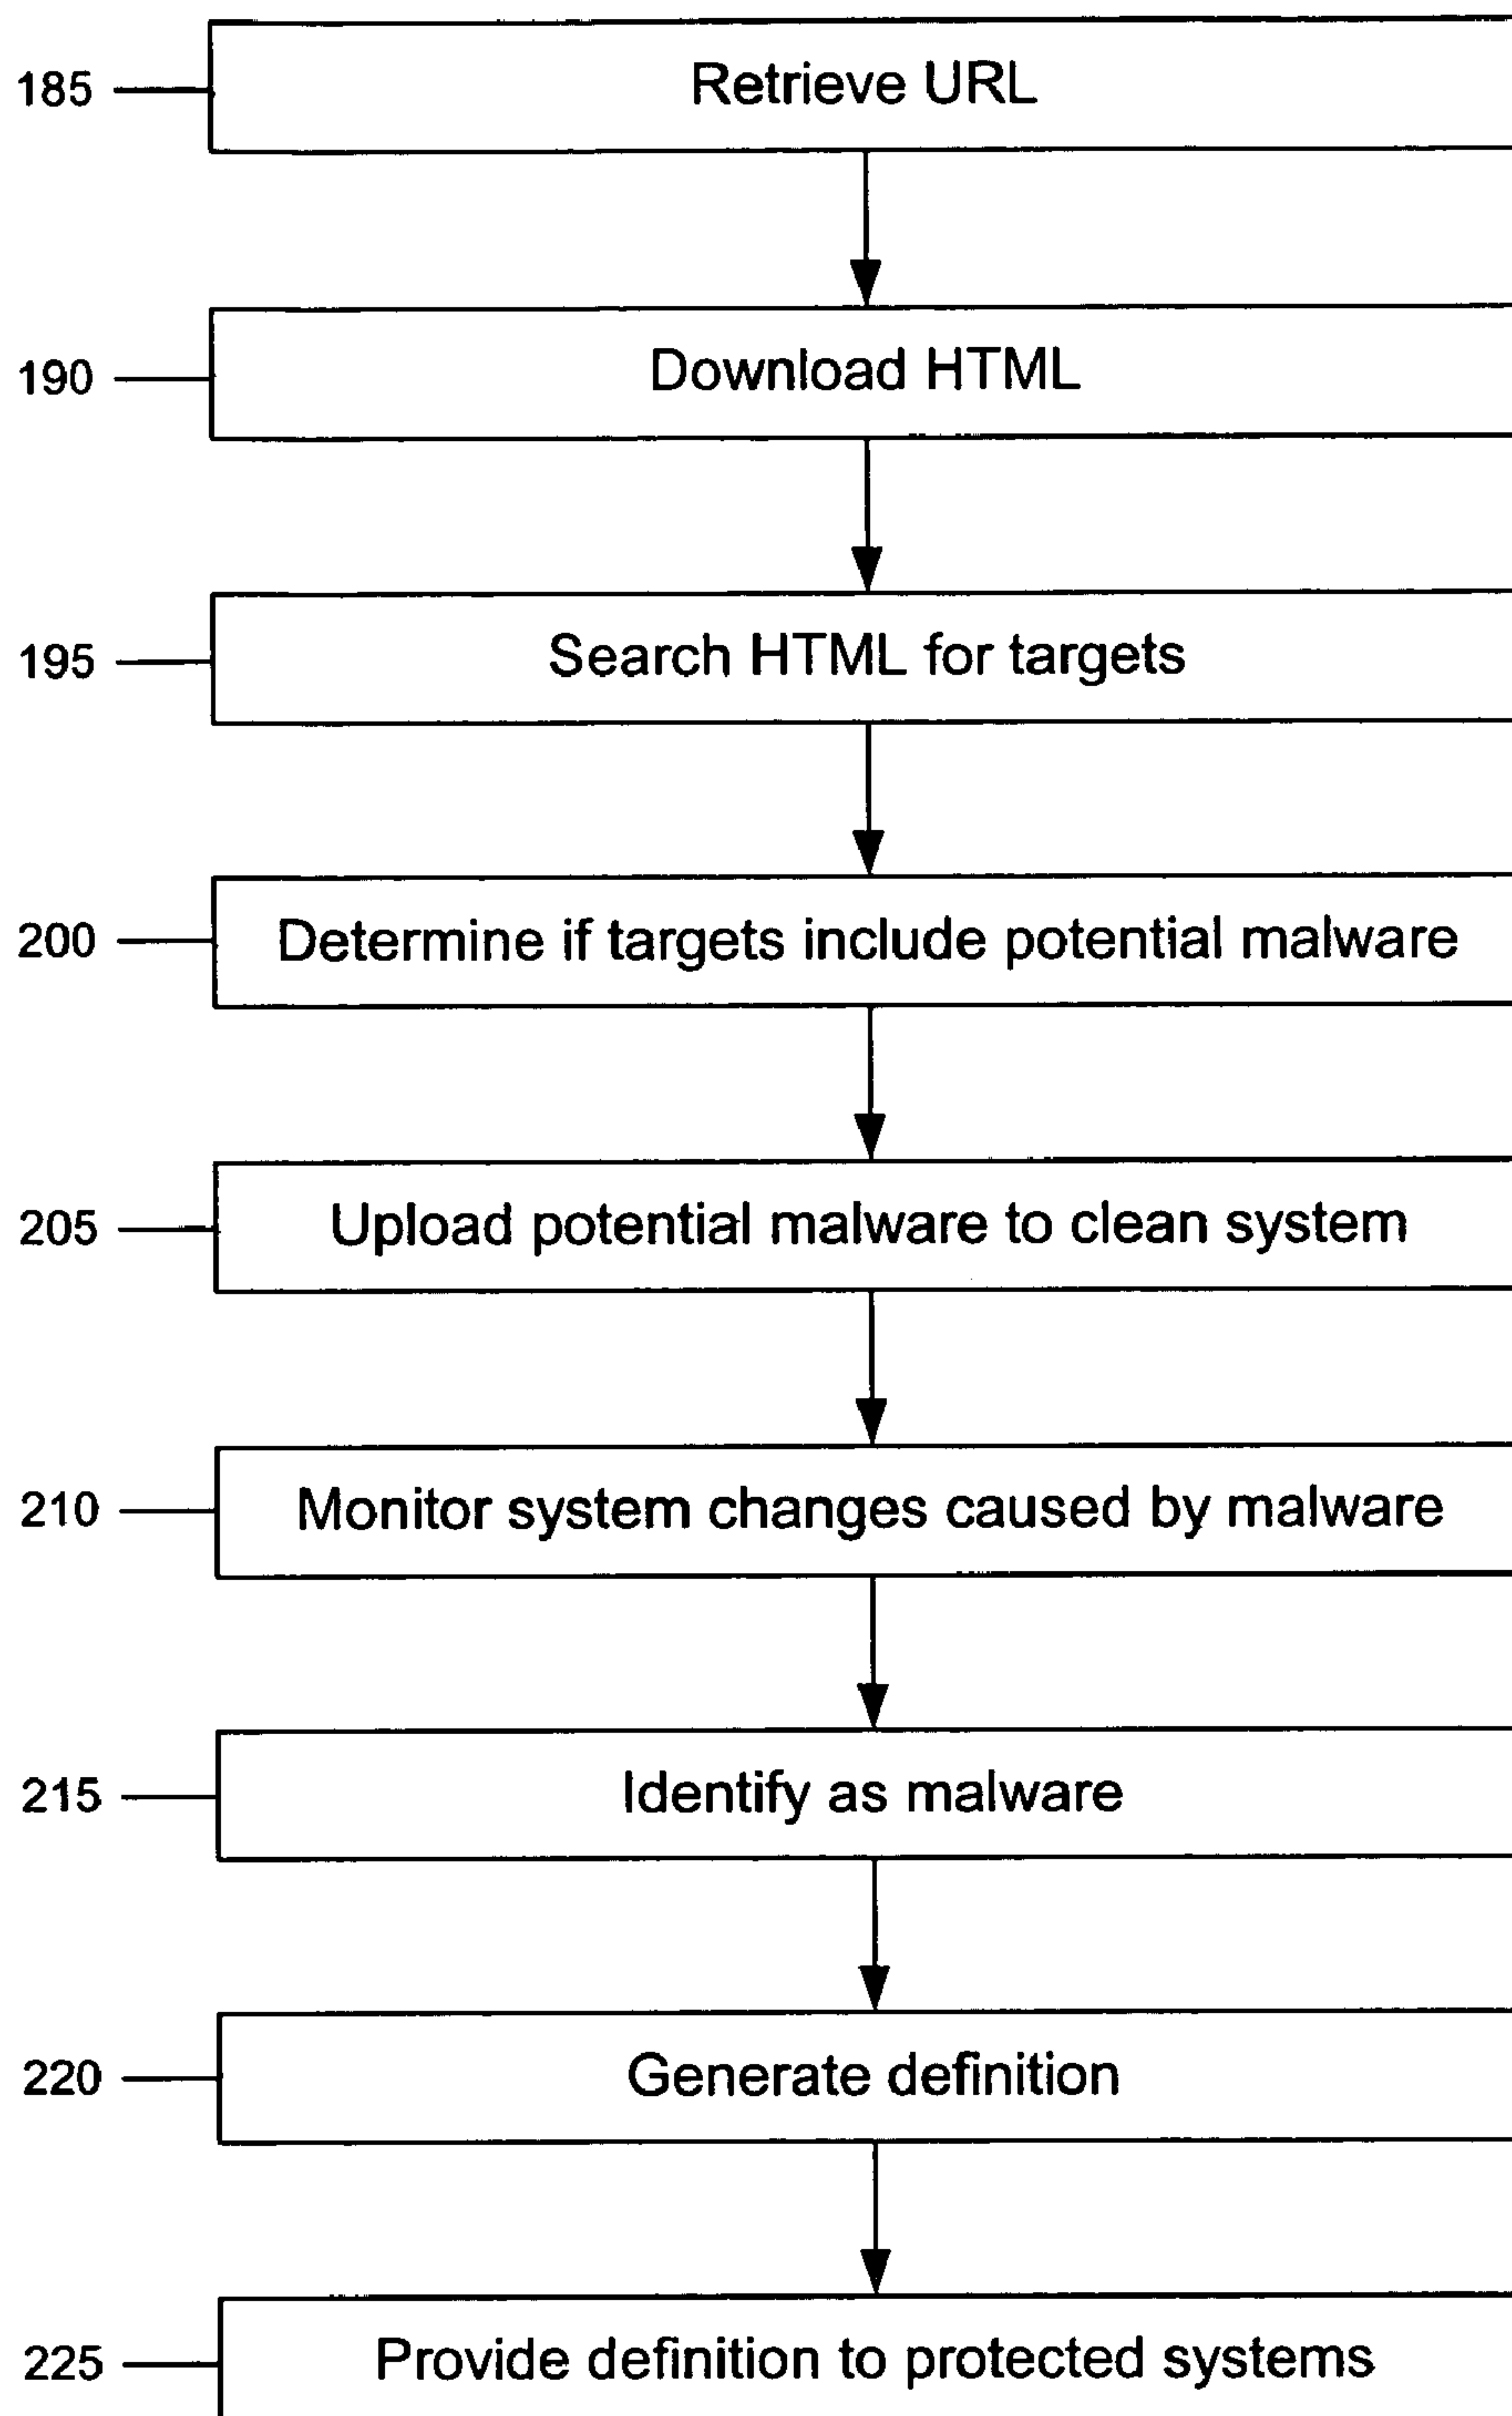 185 Retrieve URL
190 Download HTML
195 Search HTML for targets
200 Determine if targets include potential malware
205 Upload potential malware to clean system
210 Monitor system changes caused by malware
215 Identify as malware
220 Generate definition
225 Provide definition to protected systems